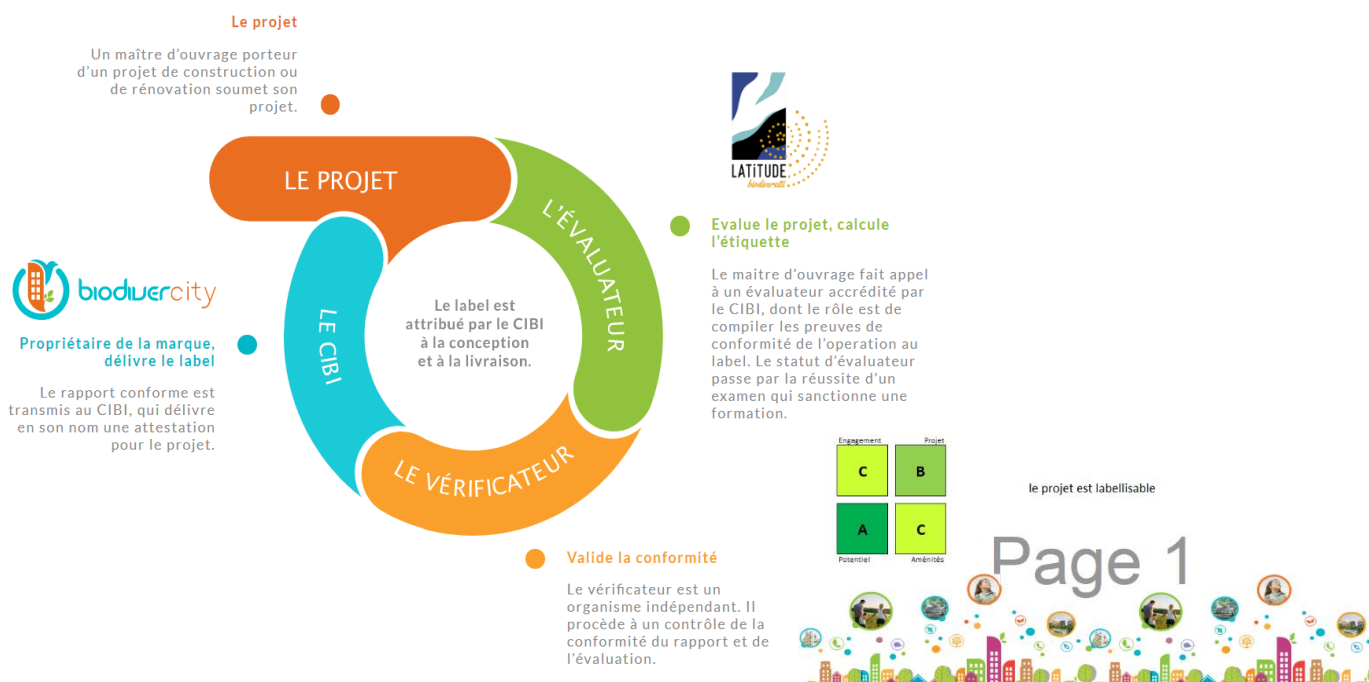 Le projet
Un maître d'ouvrage porteur
d'un projet de construction ou
de rénovation soumet son
projet.
LE PROJET
L'ÉVALUATEUR
LE VÉRIFICATEUR
LE CIBI
Le label est
attribué par le CIBI
à la conception
et à la livraison.
biodivercity
Propriétaire de la marque,
délivre le label
Le rapport conforme est
transmis au CIBI, qui délivre
en son nom une attestation
pour le projet.
LATiTUDE
biodiversité
Evalue le projet, calcule
l'étiquette
Le maitre d'ouvrage fait appel
à un évaluateur accrédité par
le CIBI, dont le rôle est de
compiler les preuves de
conformité de l'operation au
label. Le statut d'évaluateur
passe par la réussite d'un
examen qui sanctionne une
formation.
Engagement Projet
C B
A C
Potentiel Aménités
le projet est labellisable
Page 1
Valide la conformité
Le vérificateur est un
organisme indépendant. Il
procède à un contrôle de la
conformité du rapport et de
l'évaluation.